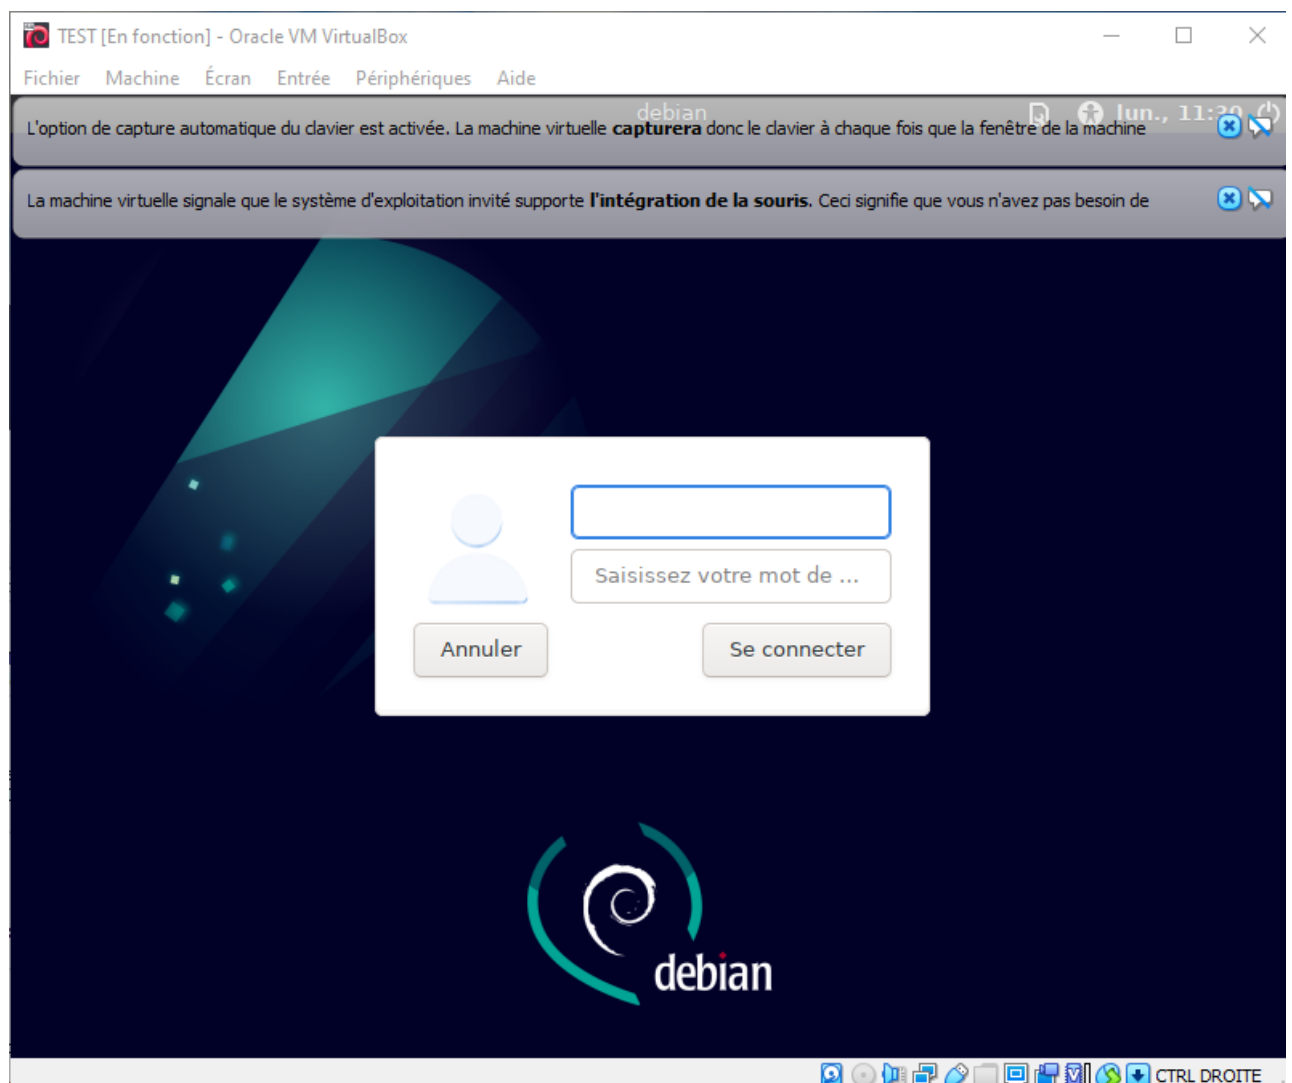 TEST [En fonction] - Oracle VM VirtualBox
Fichier Machine Écran Entrée Périphériques Aide
debian
lun., 11:30
L'option de capture automatique du clavier est activée. La machine virtuelle capturera donc le clavier à chaque fois que la fenêtre de la machine
La machine virtuelle signale que le système d'exploitation invité supporte l'intégration de la souris. Ceci signifie que vous n'avez pas besoin de
Saisissez votre mot de ...
Annuler Se connecter
debian
CTRL DROITE